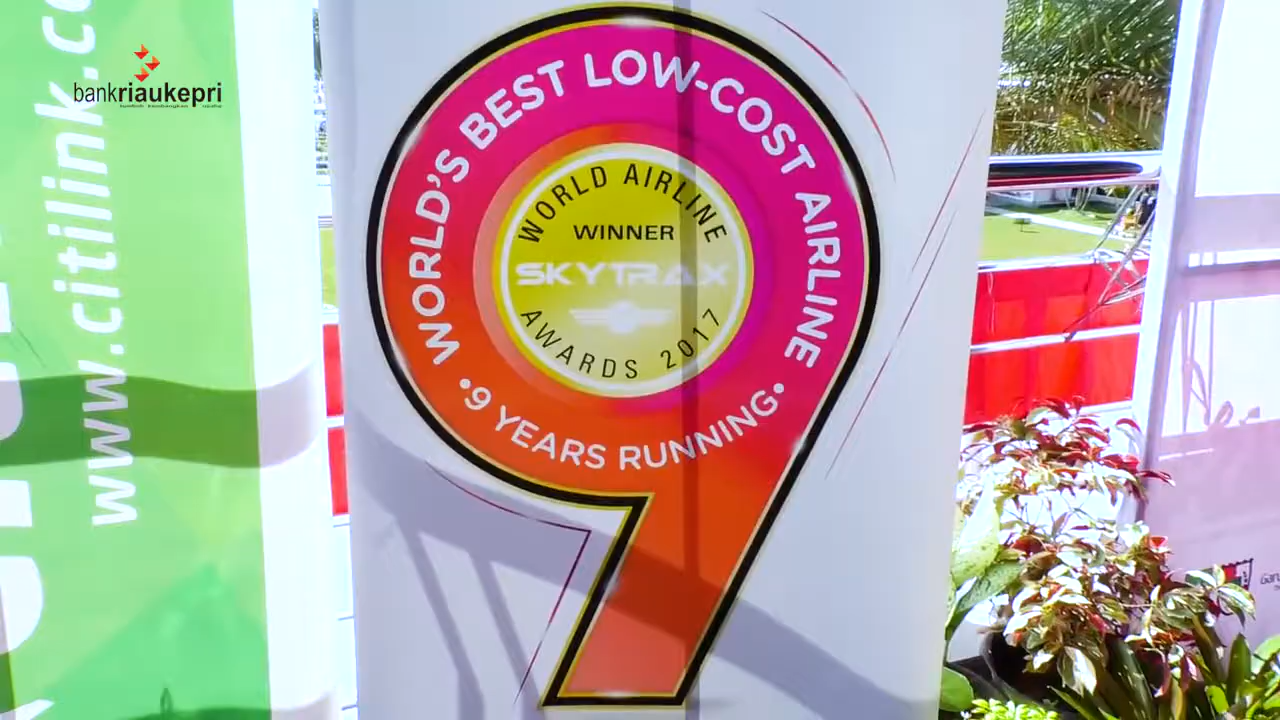 bankriaukepri
www.citilink.co
WORLD'S BEST LOW-COST AIRLINE
•9 YEARS RUNNING•
WORLD AIRLINE
WINNER
SKYTRAX
AWARDS 2017